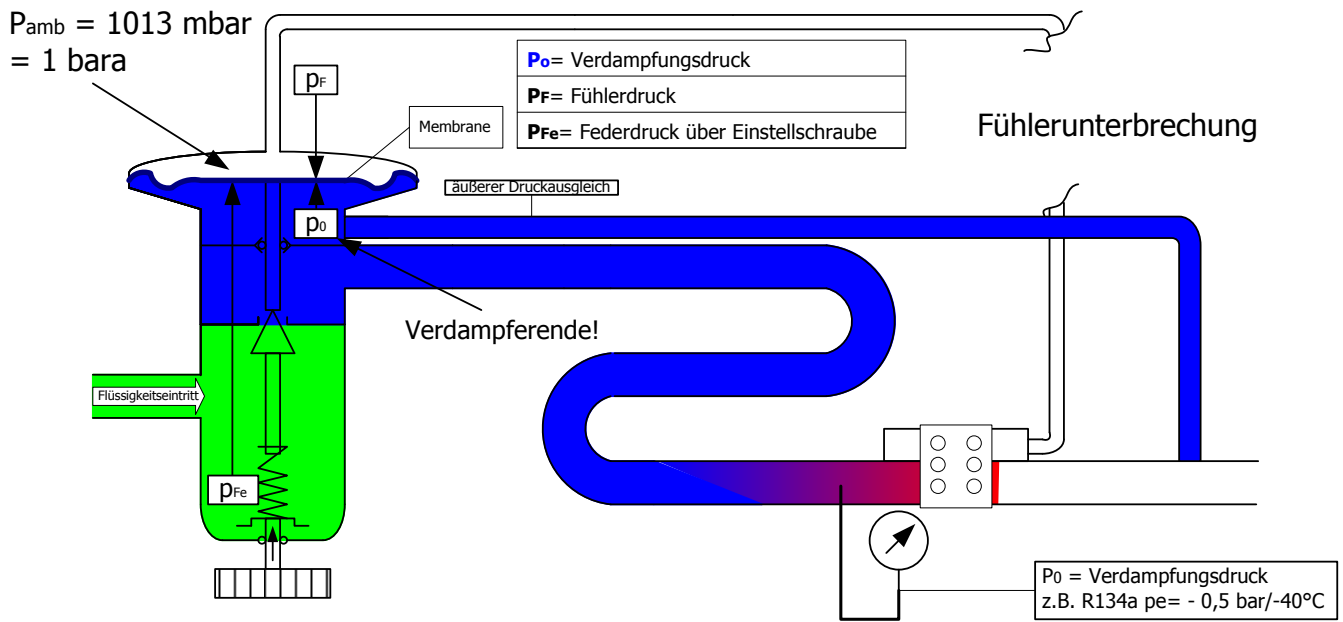 Pamb = 1013 mbar
= 1 bara
pF
Po= Verdampfungsdruck
PF= Fühlerdruck
PFe= Federdruck über Einstellschraube
Membrane
Fühlerunterbrechung
äußerer Druckausgleich
p0
Verdampferende!
Flüssigkeitseintritt
pFe
P0 = Verdampfungsdruck
z.B. R134a pe= - 0,5 bar/-40°C